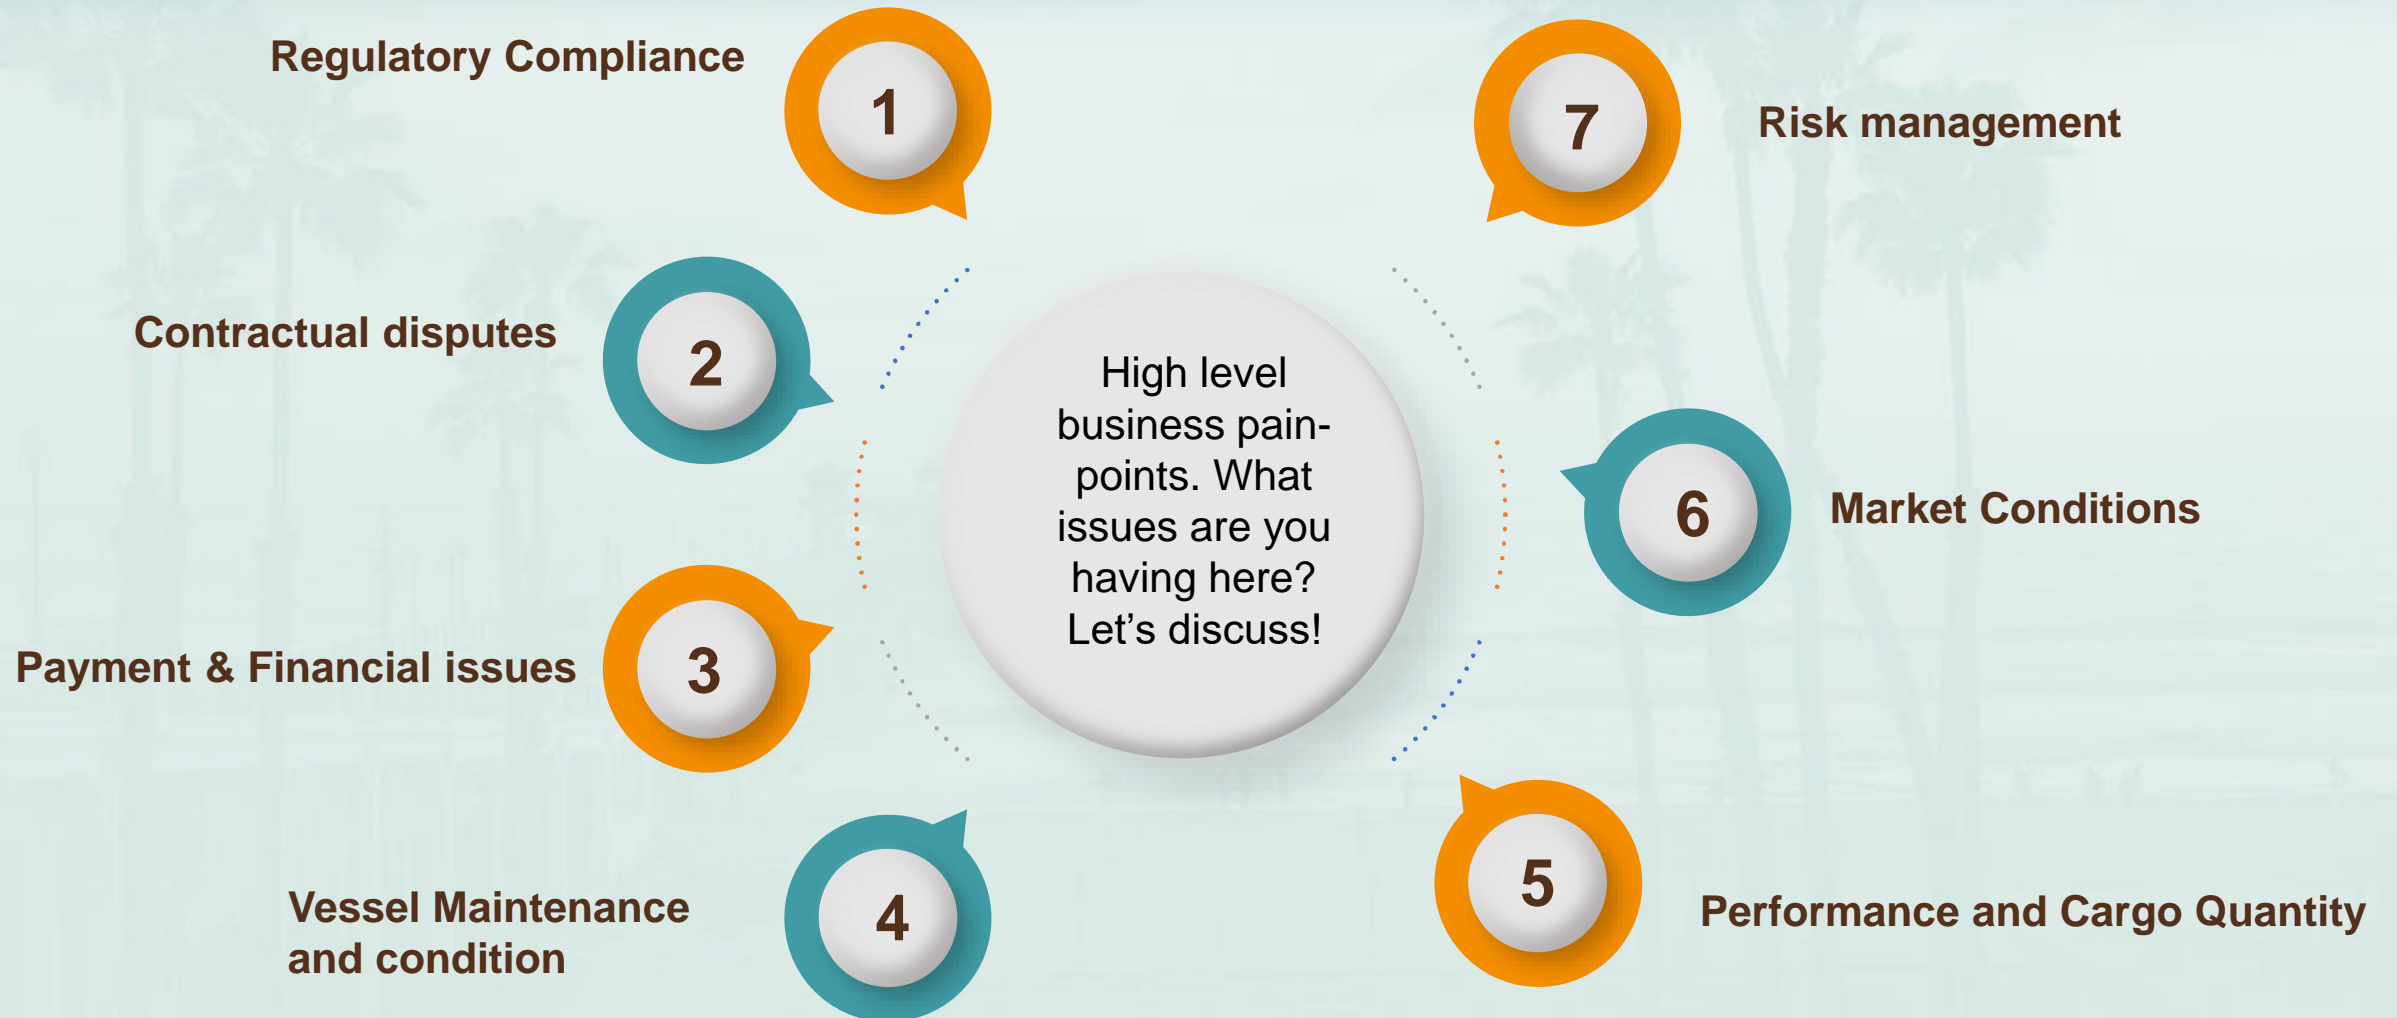 Regulatory Compliance
1
Contractual disputes
2
Payment & Financial issues
3
Vessel Maintenance
and condition
4
High level
business pain-
points. What
issues are you
having here?
Let’s discuss!
5
Performance and Cargo Quantity
6
Market Conditions
7
Risk management